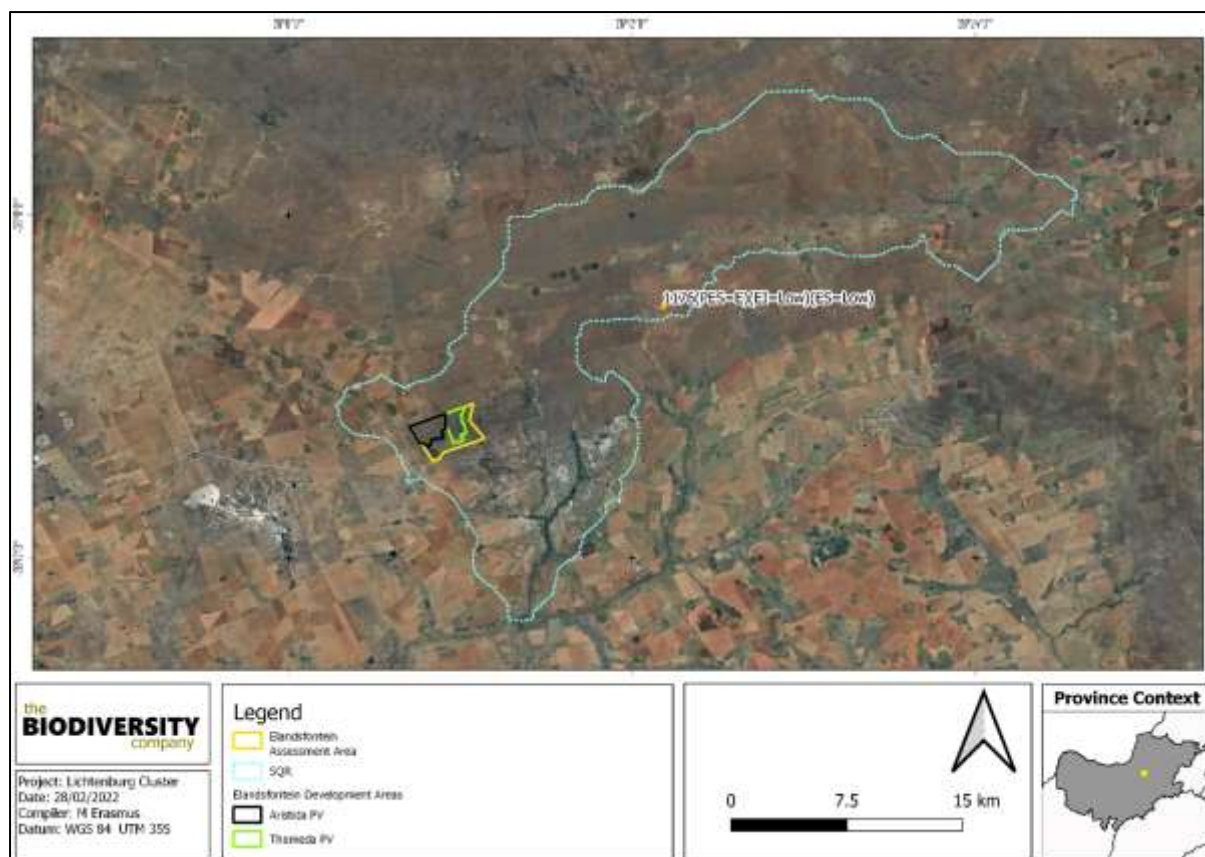 1176(PES=E)(EI=Low)(ES=Low)
the
BIODIVERSITY
company
Project: Lichtenburg Cluster
Date: 28/02/2022
Compiler: M Erasmus
Datum: WGS 84 UTM 35S
Legend
Elandsfontein
Assessment Area
SQR
Elandsfontein Development Areas
Aristida PV
Themeda PV
0 7.5 15 km
Province Context